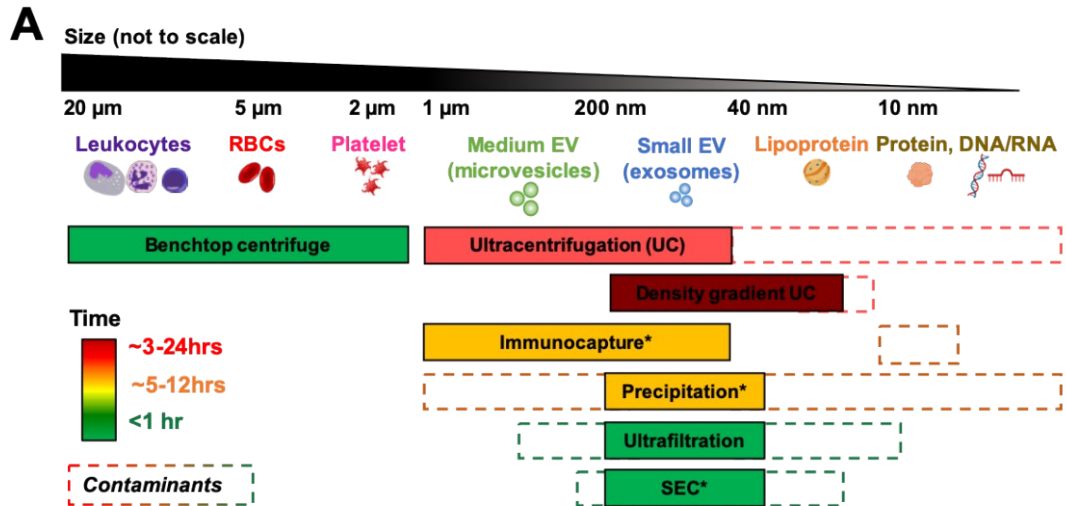 A
Size (not to scale)
20 μm 5 μm 2 μm 1 μm 200 nm 40 nm 10 nm
Leukocytes RBCs Platelet Medium EV Small EV Lipoprotein Protein, DNA/RNA
(microvesicles) (exosomes)
Benchtop centrifuge Ultracentrifugation (UC)
Density gradient UC
Time
~3-24hrs
Immunocapture*
~5-12hrs
Precipitation*
<1 hr
Ultrafiltration
Contaminants
SEC*